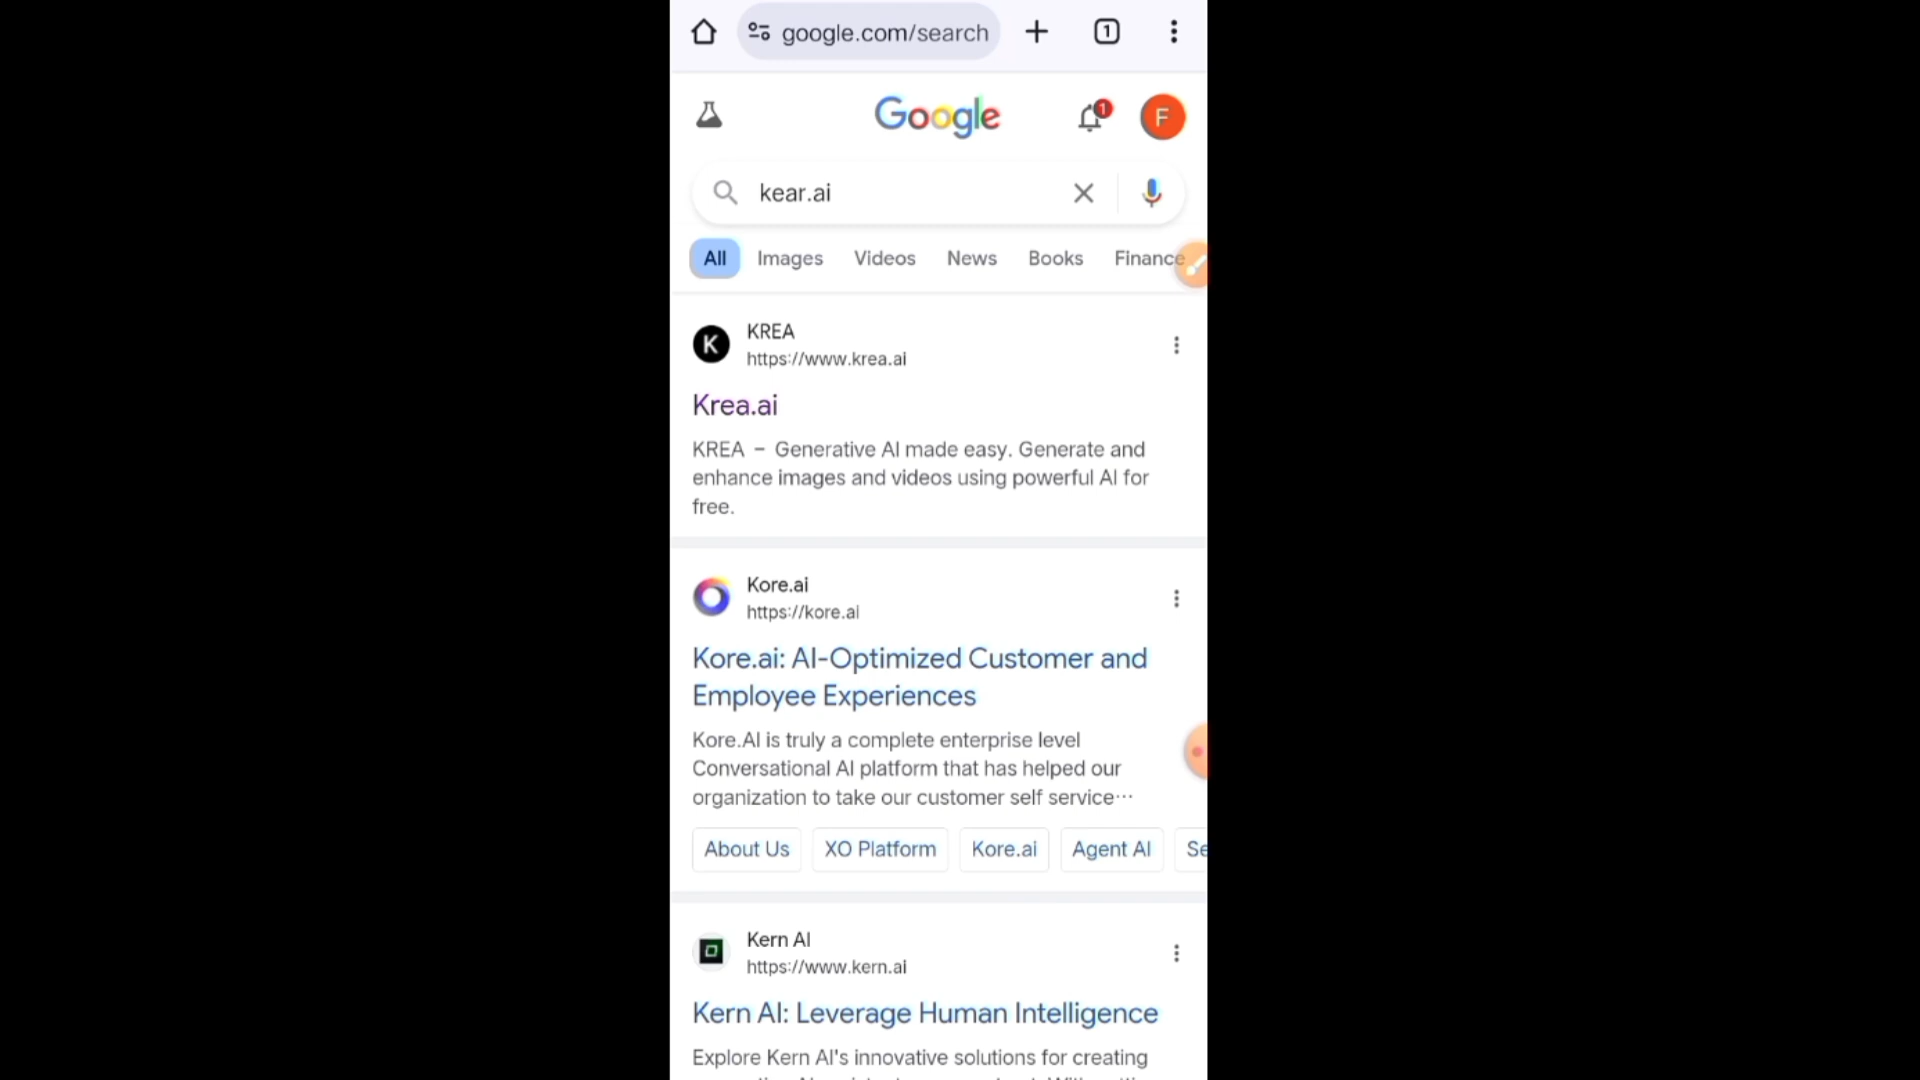 google.com/search
1
Google
1
F
kear.ai
All Images Videos News Books Finance
K
KREA
https://www.krea.ai
Krea.ai
KREA – Generative AI made easy. Generate and
enhance images and videos using powerful AI for
free.
Kore.ai
https://kore.ai
Kore.ai: AI-Optimized Customer and
Employee Experiences
Kore.AI is truly a complete enterprise level
Conversational AI platform that has helped our
organization to take our customer self service···
About Us XO Platform Kore.ai Agent AI Se
Kern AI
https://www.kern.ai
Kern AI: Leverage Human Intelligence
Explore Kern AI's innovative solutions for creating